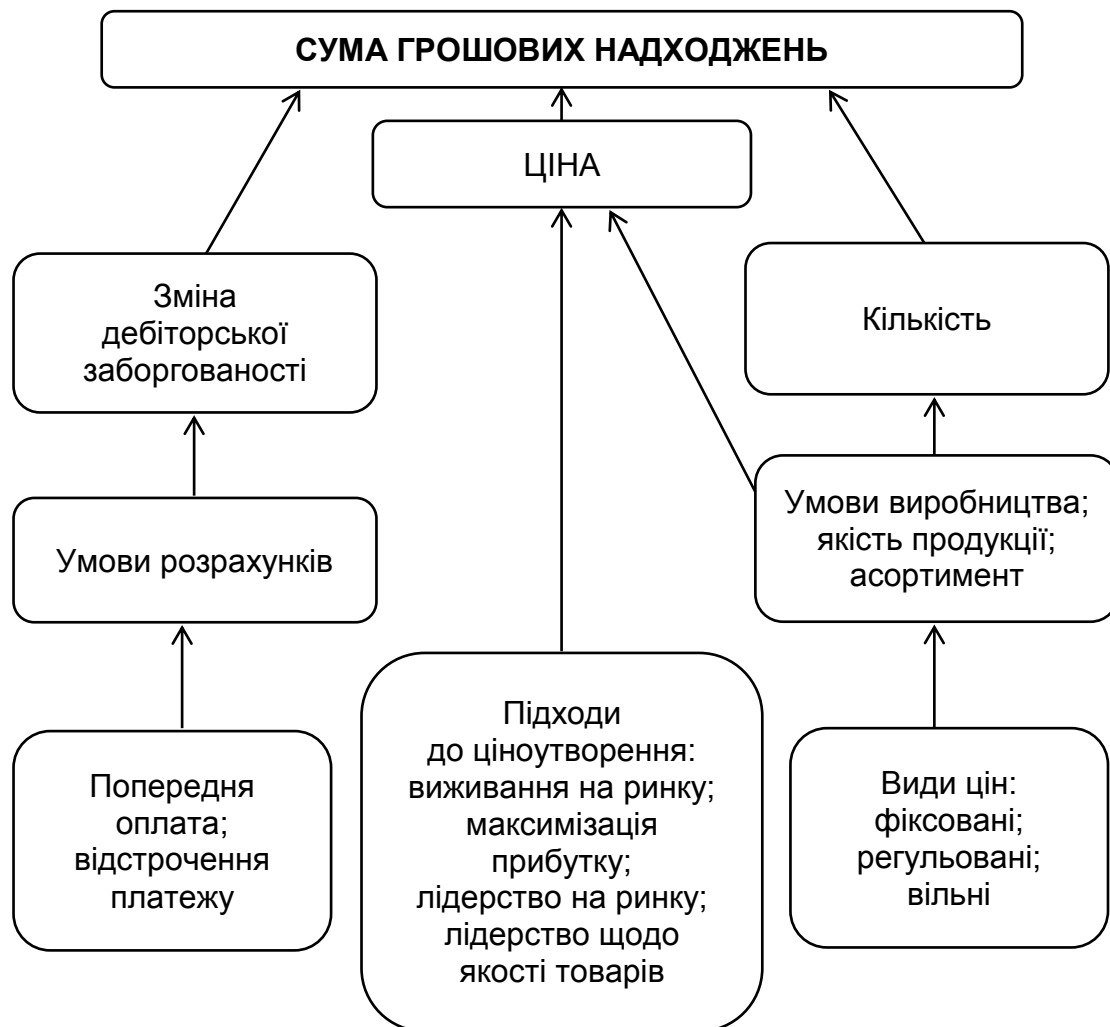 СУМА ГРОШОВИХ НАДХОДЖЕНЬ
ЦІНА
Зміна
дебіторської
заборгованості
Кількість
Умови розрахунків
Умови виробництва;
якість продукції;
асортимент
Попередня
оплата;
відстрочення
платежу
Підходи
до ціноутворення:
виживання на ринку;
максимізація
прибутку;
лідерство на ринку;
лідерство щодо
якості товарів
Види цін:
фіксовані;
регульовані;
вільні